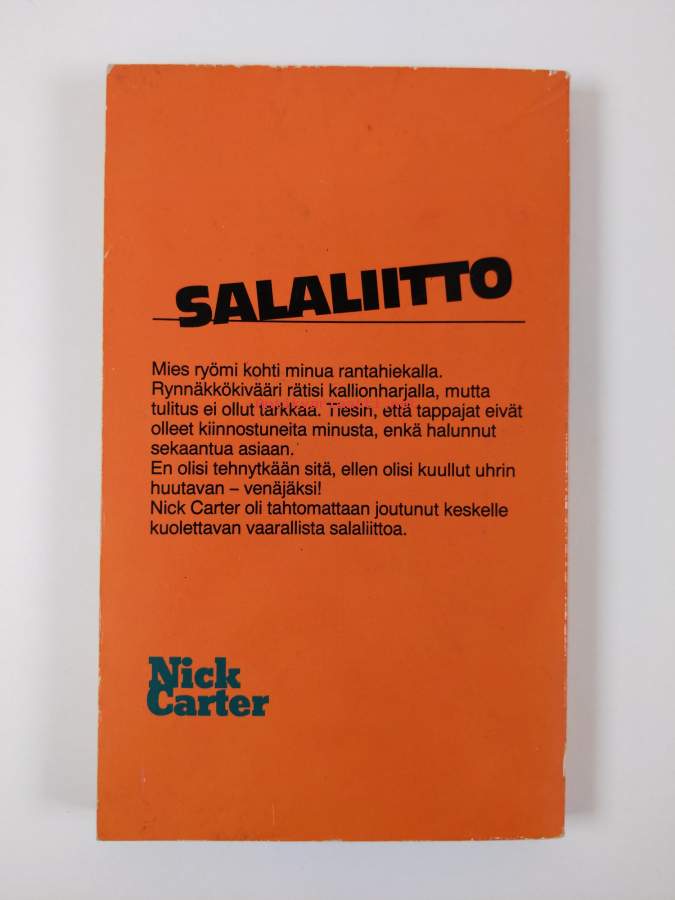 SALALIITTO
Mies ryömi kohti minua rantahiekalla.
Rynnäkkökivääri rätisi kallionharjalla, mutta
tulitus ei ollut tarkkaa. Tiesin, että tappajat eivät
olleet kiinnostuneita minusta, enkä halunnut
sekaantua asiaan.
En olisi tehnytkään sitä, ellen olisi kuullut uhrin
huutavan – venäjäksi!
Nick Carter oli tahtomattaan joutunut keskelle
kuolettavan vaarallista salaliittoa.
Nick
Carter